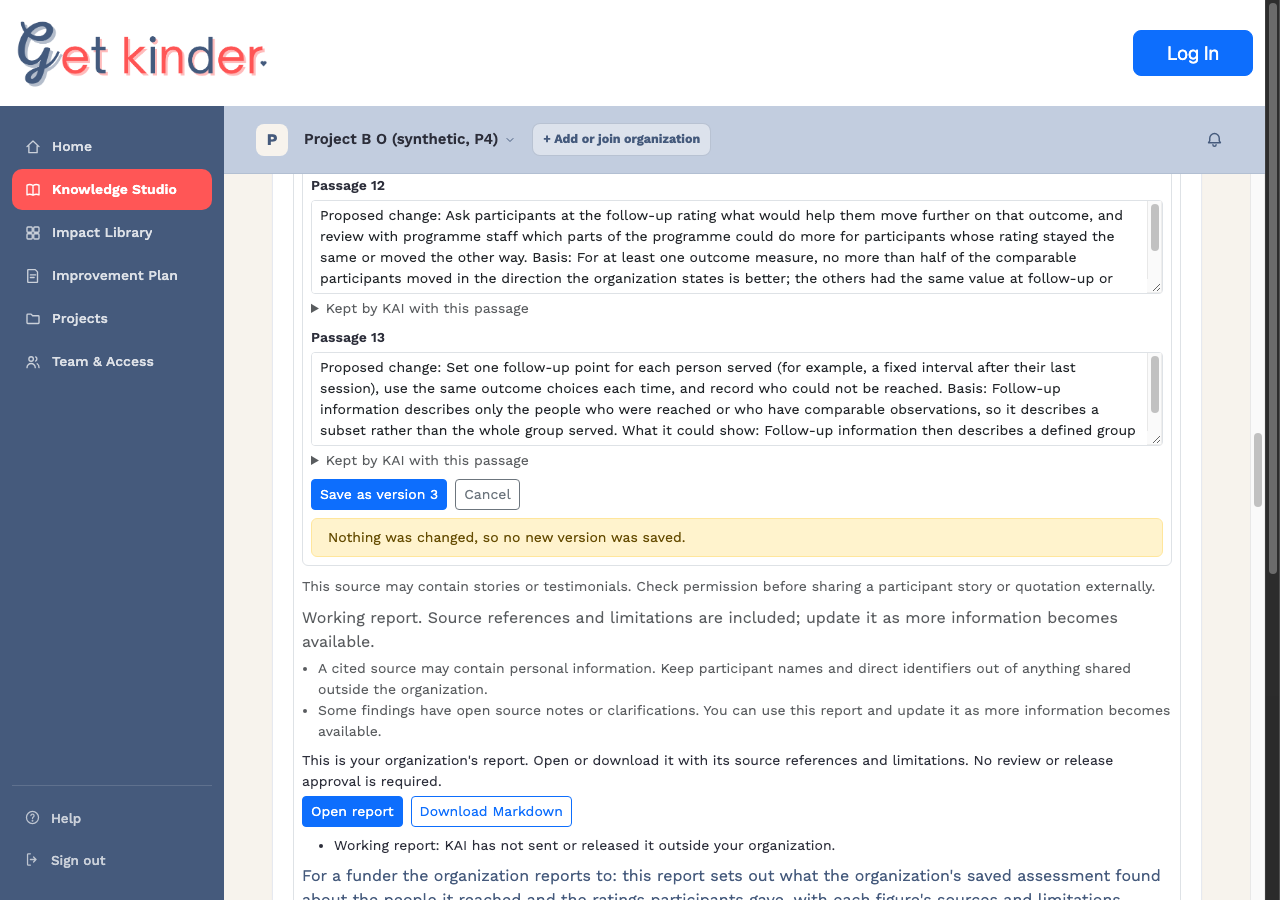 Get kinder
Log In
Home
Knowledge Studio
Impact Library
Improvement Plan
Projects
Team & Access
Help
Sign out
P
Project B O (synthetic, P4)
+ Add or join organization
Passage 12
Proposed change: Ask participants at the follow-up rating what would help them move further on that outcome, and
review with programme staff which parts of the programme could do more for participants whose rating stayed the
same or moved the other way. Basis: For at least one outcome measure, no more than half of the comparable
participants moved in the direction the organization states is better; the others had the same value at follow-up or
Kept by KAI with this passage
Passage 13
Proposed change: Set one follow-up point for each person served (for example, a fixed interval after their last
session), use the same outcome choices each time, and record who could not be reached. Basis: Follow-up
information describes only the people who were reached or who have comparable observations, so it describes a
subset rather than the whole group served. What it could show: Follow-up information then describes a defined group
Kept by KAI with this passage
Save as version 3
Cancel
Nothing was changed, so no new version was saved.
This source may contain stories or testimonials. Check permission before sharing a participant story or quotation externally.
Working report. Source references and limitations are included; update it as more information becomes
available.
• A cited source may contain personal information. Keep participant names and direct identifiers out of anything shared
outside the organization.
• Some findings have open source notes or clarifications. You can use this report and update it as more information becomes
available.
This is your organization's report. Open or download it with its source references and limitations. No review or release
approval is required.
Open report
Download Markdown
• Working report: KAI has not sent or released it outside your organization.
For a funder the organization reports to: this report sets out what the organization's saved assessment found
about the people it reached and the ratings participants gave, with each figure's sources and limitations